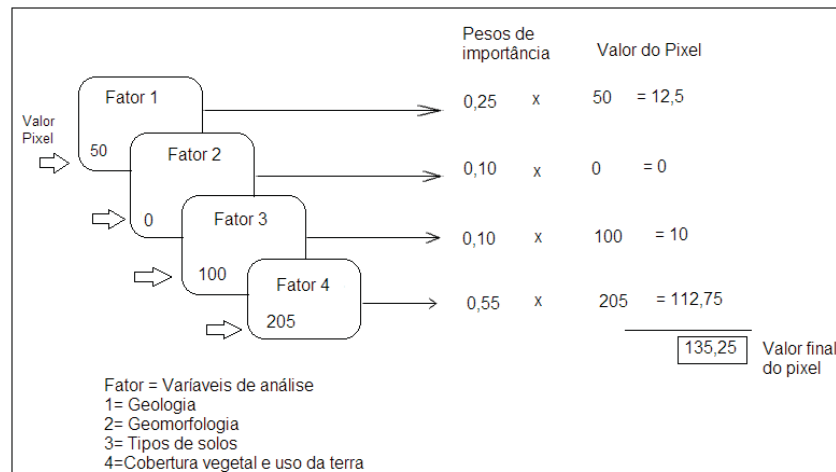 Pesos de
importância
Valor do Pixel
Fator 1
0,25 x 50 = 12,5
Valor
Pixel
50
Fator 2
0,10 x 0 = 0
0
Fator 3
0,10 x 100 = 10
100
Fator 4
0,55 x 205 = 112,75
205
135,25
Valor final
do pixel
Fator = Varíaveis de análise
1= Geologia
2= Geomorfologia
3= Tipos de solos
4=Cobertura vegetal e uso da terra